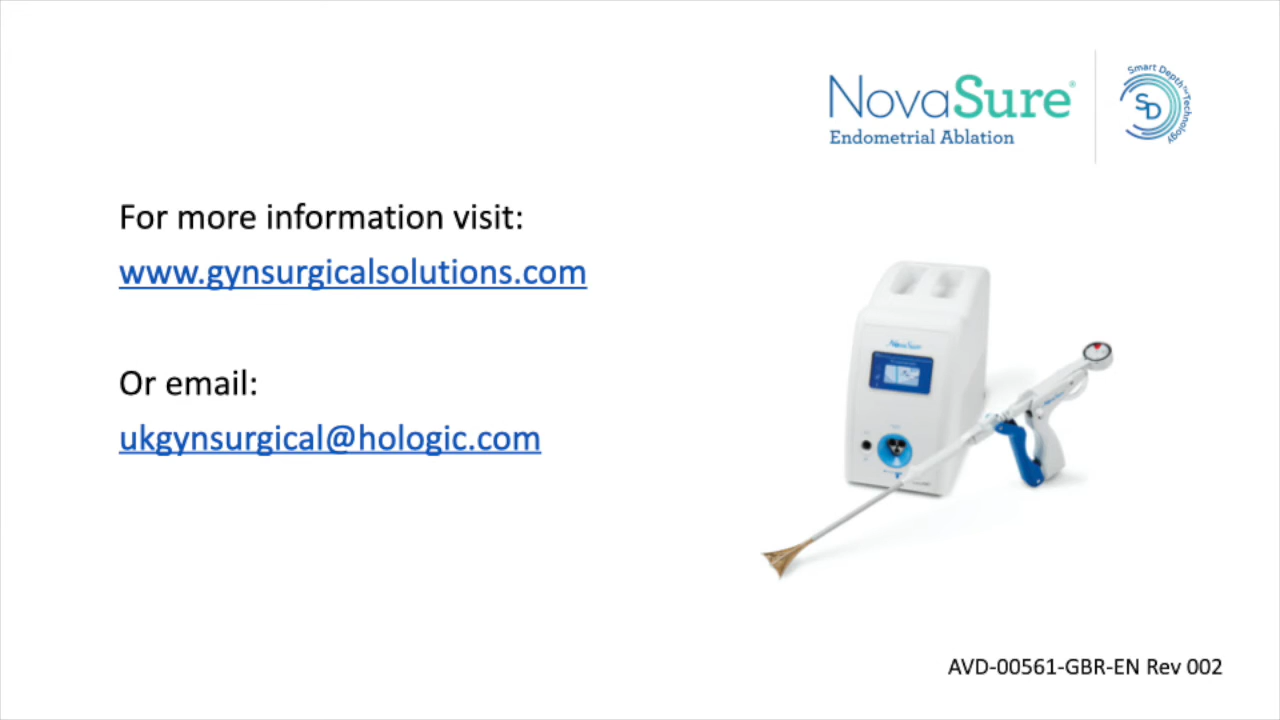 NovaSure®
Endometrial Ablation
Smart Depth™ Technology
SD
For more information visit:
www.gynsurgicalsolutions.com
Or email:
ukgynsurgical@hologic.com
NovaSure
AVD-00561-GBR-EN Rev 002